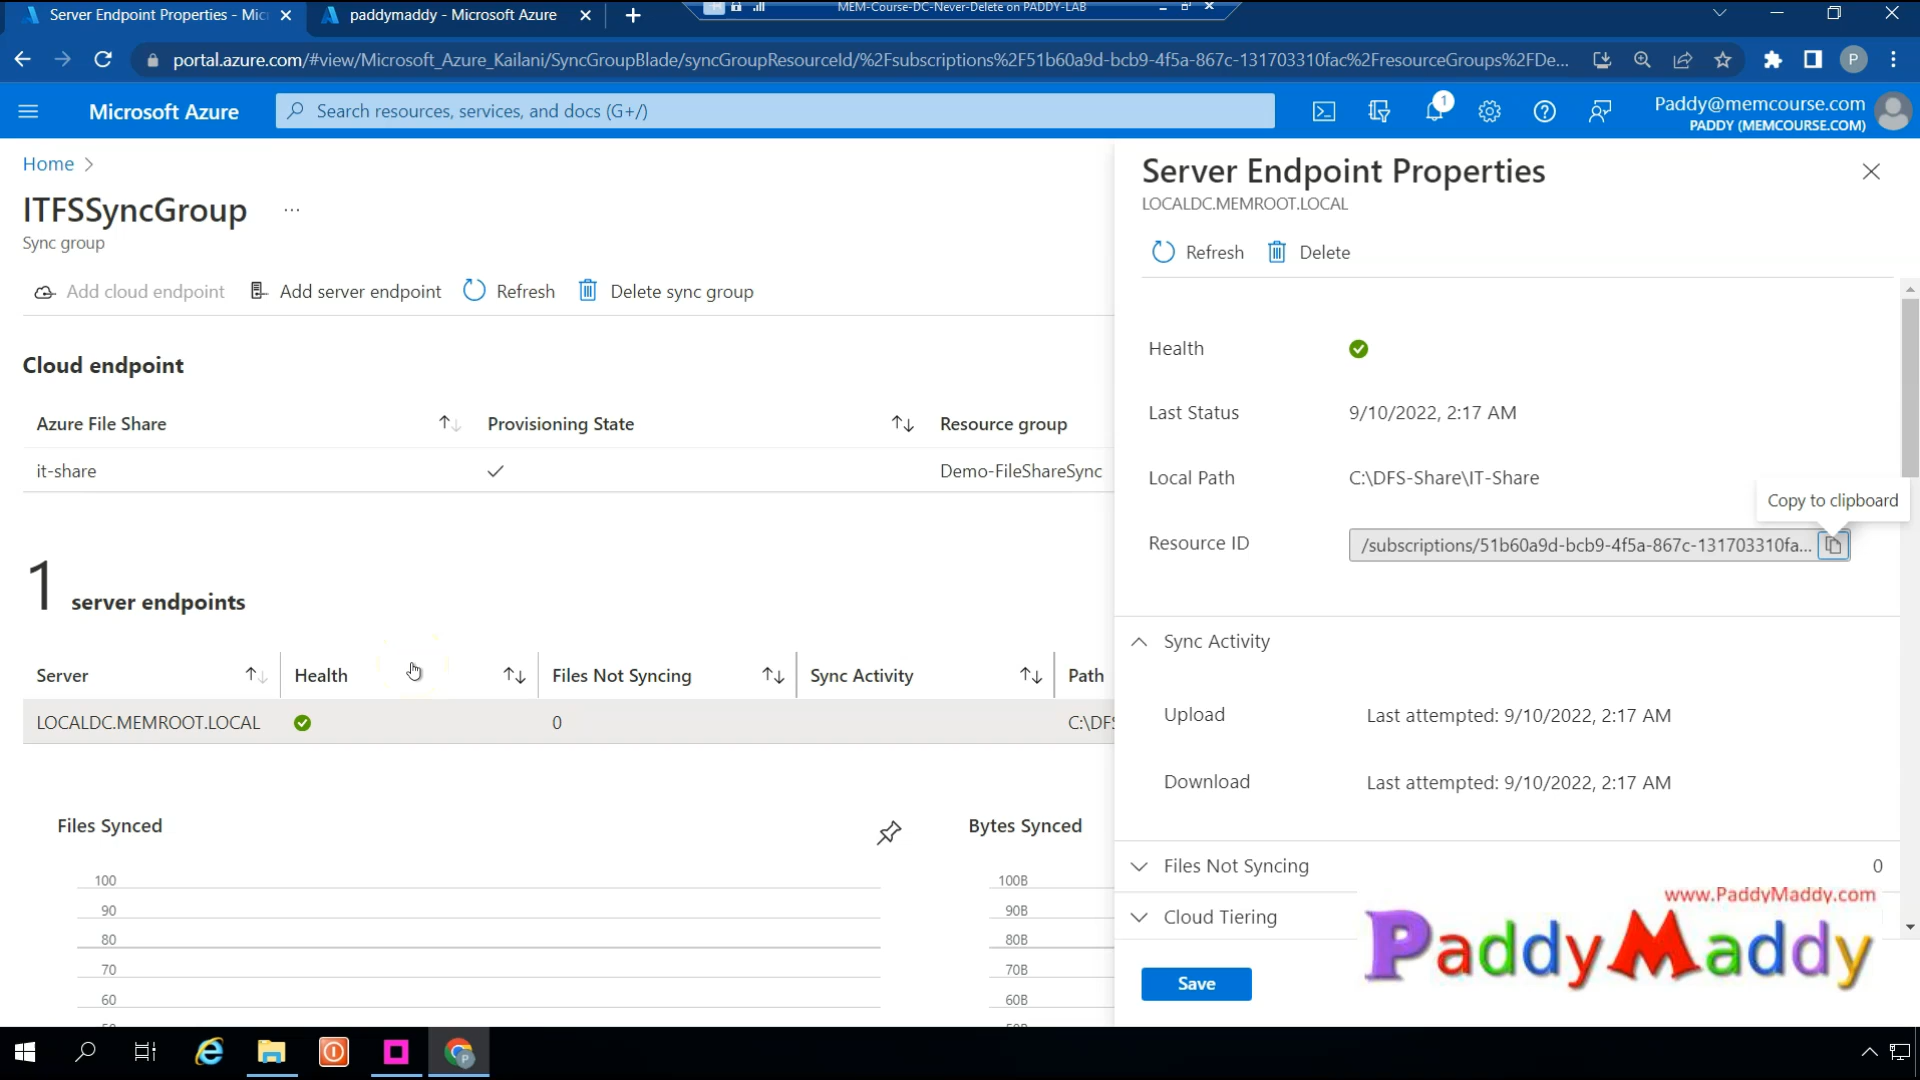 Server Endpoint Properties - Mic
paddymaddy - Microsoft Azure
MEM-Course-DC-Never-Delete on PADDY-LAB
portal.azure.com/#view/Microsoft_Azure_Kailani/SyncGroupBlade/syncGroupResourceId/%2Fsubscriptions%2F51b60a9d-bcb9-4f5a-867c-131703310fac%2FresourceGroups%2FDe...
P
Microsoft Azure
Search resources, services, and docs (G+/)
1
Paddy@memcourse.com
PADDY (MEMCOURSE.COM)
Home
ITFSSyncGroup
...
Sync group
Add cloud endpoint
Add server endpoint
Refresh
Delete sync group
Cloud endpoint
Azure File Share
Provisioning State
Resource group
it-share
Demo-FileShareSync
1 server endpoints
Server
Health
Files Not Syncing
Sync Activity
Path
LOCALDC.MEMROOT.LOCAL
0
C:\DFS
Files Synced
100
90
80
70
60
Bytes Synced
100B
90B
80B
70B
60B
Server Endpoint Properties
LOCALDC.MEMROOT.LOCAL
Refresh
Delete
Health
Last Status
9/10/2022, 2:17 AM
Local Path
C:\DFS-Share\IT-Share
Copy to clipboard
Resource ID
/subscriptions/51b60a9d-bcb9-4f5a-867c-131703310fa...
Sync Activity
Upload
Last attempted: 9/10/2022, 2:17 AM
Download
Last attempted: 9/10/2022, 2:17 AM
Files Not Syncing
0
Cloud Tiering
Save
www.PaddyMaddy.com
PaddyMaddy